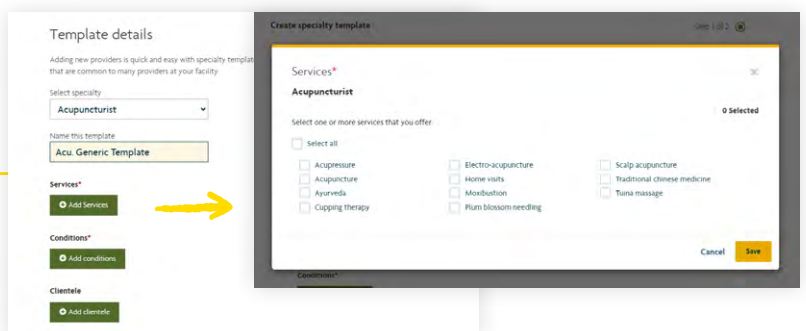 Template details
Adding new providers is quick and easy with specialty templat
that are common to many providers at your facility
Select specialty
Acupuncturist
Name this template
Acu. Generic Template
Services*
Add Services
Conditions*
Add conditions
Clientele
Add clientele
Create specialty template
Services*
Acupuncturist
0 Selected
Select one or more services that you offer.
Select all
Acupressure
Electro-acupuncture
Scalp acupuncture
Acupuncture
Home visits
Traditional chinese medicine
Ayurveda
Moxibustion
Tuina massage
Cupping therapy
Plum blossom needling
Cancel
Save
Conditions*